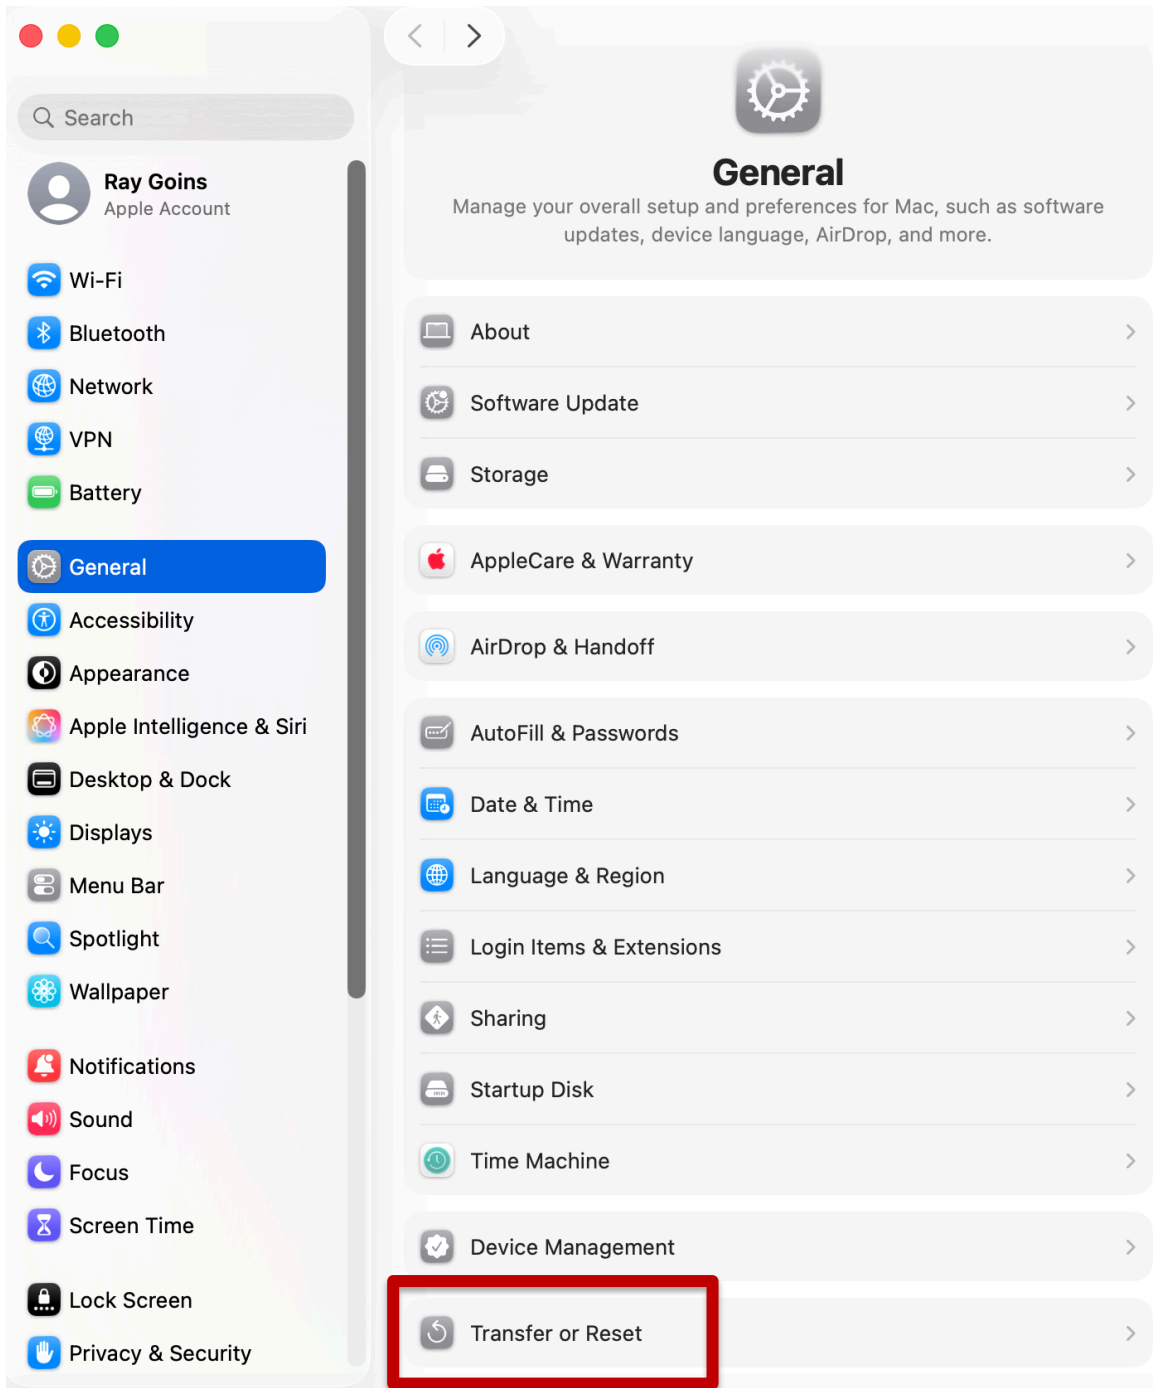 Search
Ray Goins
Apple Account
Wi-Fi
Bluetooth
Network
VPN
Battery
General
Accessibility
Appearance
Apple Intelligence & Siri
Desktop & Dock
Displays
Menu Bar
Spotlight
Wallpaper
Notifications
Sound
Focus
Screen Time
Lock Screen
Privacy & Security
General
Manage your overall setup and preferences for Mac, such as software
updates, device language, AirDrop, and more.
About
Software Update
Storage
AppleCare & Warranty
AirDrop & Handoff
AutoFill & Passwords
Date & Time
Language & Region
Login Items & Extensions
Sharing
Startup Disk
Time Machine
Device Management
Transfer or Reset